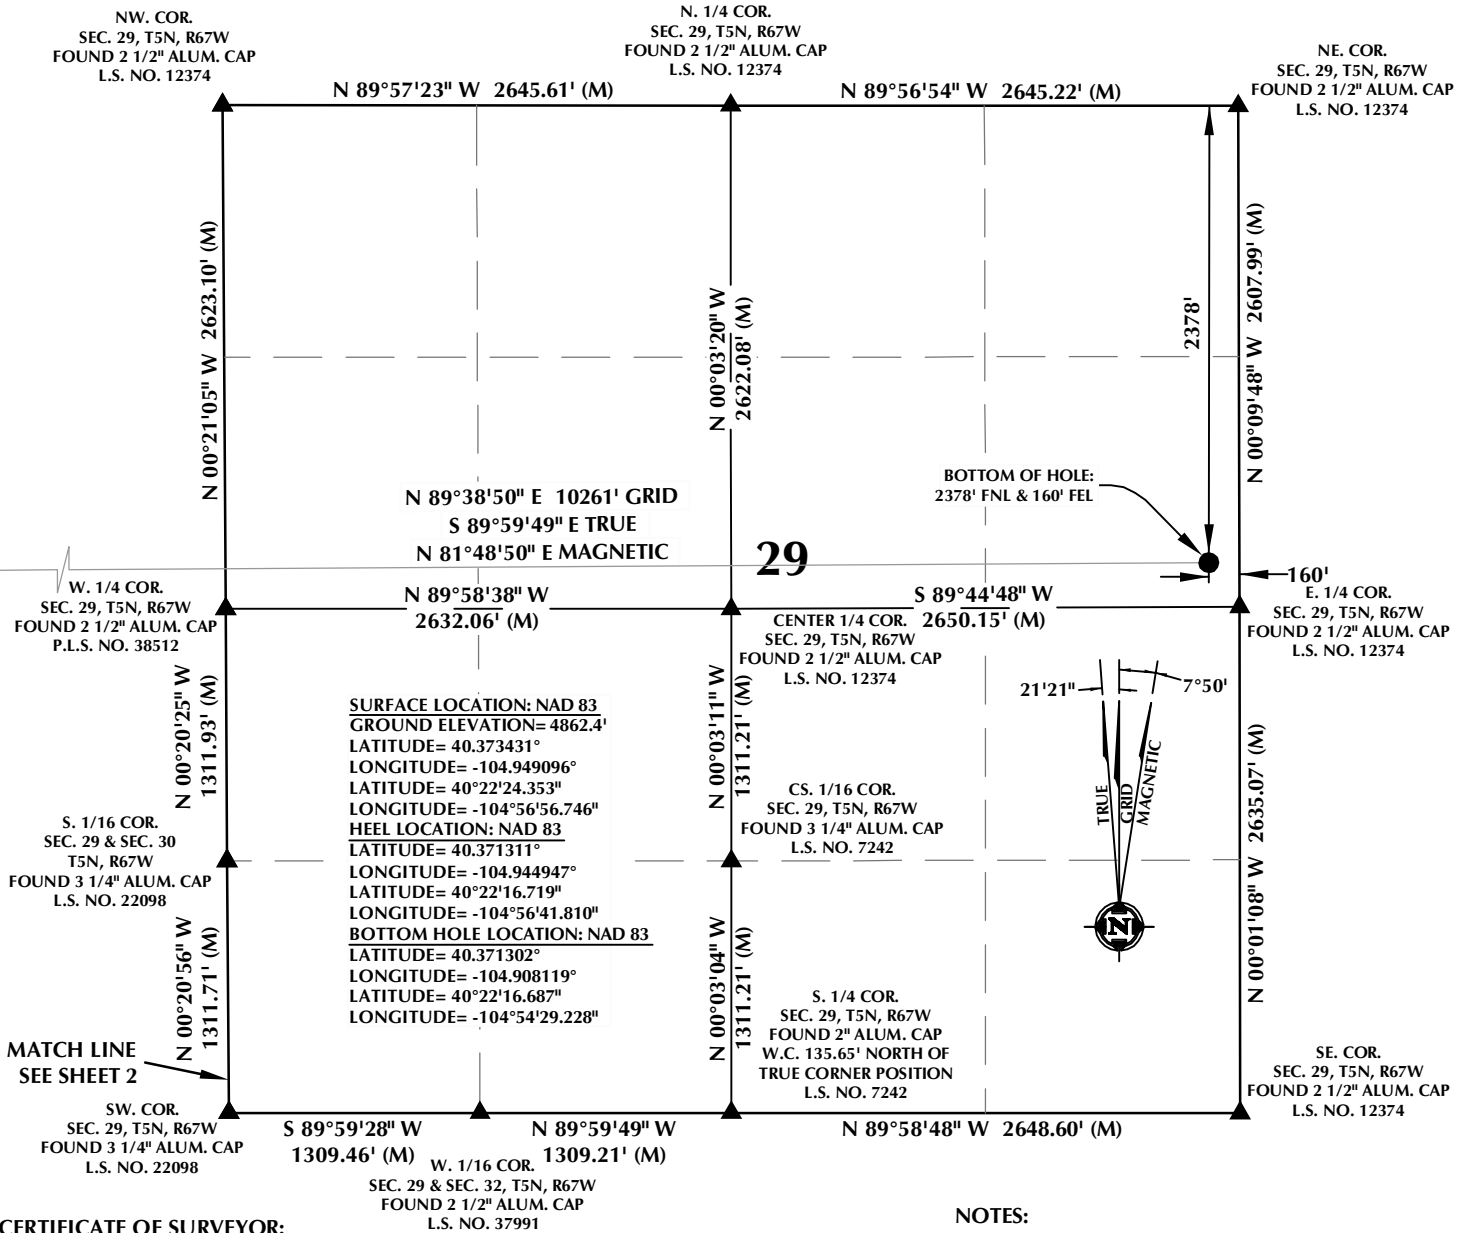 NW. COR.
SEC. 29, T5N, R67W
FOUND 2 1/2" ALUM. CAP
L.S. NO. 12374
N. 1/4 COR.
SEC. 29, T5N, R67W
FOUND 2 1/2" ALUM. CAP
L.S. NO. 12374
NE. COR.
SEC. 29, T5N, R67W
FOUND 2 1/2" ALUM. CAP
L.S. NO. 12374
N 89°57'23" W 2645.61' (M)
N 89°56'54" W 2645.22' (M)
N 00°21'05" W 2623.10' (M)
N 00°03'20" W
2622.08' (M)
2378'
N 00°09'48" W 2607.99' (M)
BOTTOM OF HOLE:
2378' FNL & 160' FEL
N 89°38'50" E 10261' GRID
S 89°59'49" E TRUE
N 81°48'50" E MAGNETIC
29
160'
W. 1/4 COR.
SEC. 29, T5N, R67W
FOUND 2 1/2" ALUM. CAP
P.L.S. NO. 38512
N 89°58'38" W
2632.06' (M)
S 89°44'48" W
2650.15' (M)
CENTER 1/4 COR.
SEC. 29, T5N, R67W
FOUND 2 1/2" ALUM. CAP
L.S. NO. 12374
E. 1/4 COR.
SEC. 29, T5N, R67W
FOUND 2 1/2" ALUM. CAP
L.S. NO. 12374
N 00°20'25" W
1311.93' (M)
SURFACE LOCATION: NAD 83
GROUND ELEVATION= 4862.4'
LATITUDE= 40.373431°
LONGITUDE= -104.949096°
LATITUDE= 40°22'24.353"
LONGITUDE= -104°56'56.746"
HEEL LOCATION: NAD 83
LATITUDE= 40.371311°
LONGITUDE= -104.944947°
LATITUDE= 40°22'16.719"
LONGITUDE= -104°56'41.810"
BOTTOM HOLE LOCATION: NAD 83
LATITUDE= 40.371302°
LONGITUDE= -104.908119°
LATITUDE= 40°22'16.687"
LONGITUDE= -104°54'29.228"
N 00°03'11" W
1311.21' (M)
21'21"
7°50'
TRUE
GRID
MAGNETIC
N
N 00°01'08" W 2635.07' (M)
S. 1/16 COR.
SEC. 29 & SEC. 30
T5N, R67W
FOUND 3 1/4" ALUM. CAP
L.S. NO. 22098
CS. 1/16 COR.
SEC. 29, T5N, R67W
FOUND 3 1/4" ALUM. CAP
L.S. NO. 7242
N 00°20'56" W
1311.71' (M)
N 00°03'04" W
1311.21' (M)
S. 1/4 COR.
SEC. 29, T5N, R67W
FOUND 2" ALUM. CAP
W.C. 135.65' NORTH OF
TRUE CORNER POSITION
L.S. NO. 7242
MATCH LINE
SEE SHEET 2
SE. COR.
SEC. 29, T5N, R67W
FOUND 2 1/2" ALUM. CAP
L.S. NO. 12374
SW. COR.
SEC. 29, T5N, R67W
FOUND 3 1/4" ALUM. CAP
L.S. NO. 22098
S 89°59'28" W
1309.46' (M)
N 89°59'49" W
1309.21' (M)
N 89°58'48" W 2648.60' (M)
W. 1/16 COR.
SEC. 29 & SEC. 32, T5N, R67W
FOUND 2 1/2" ALUM. CAP
L.S. NO. 37991
CERTIFICATE OF SURVEYOR:
NOTES: